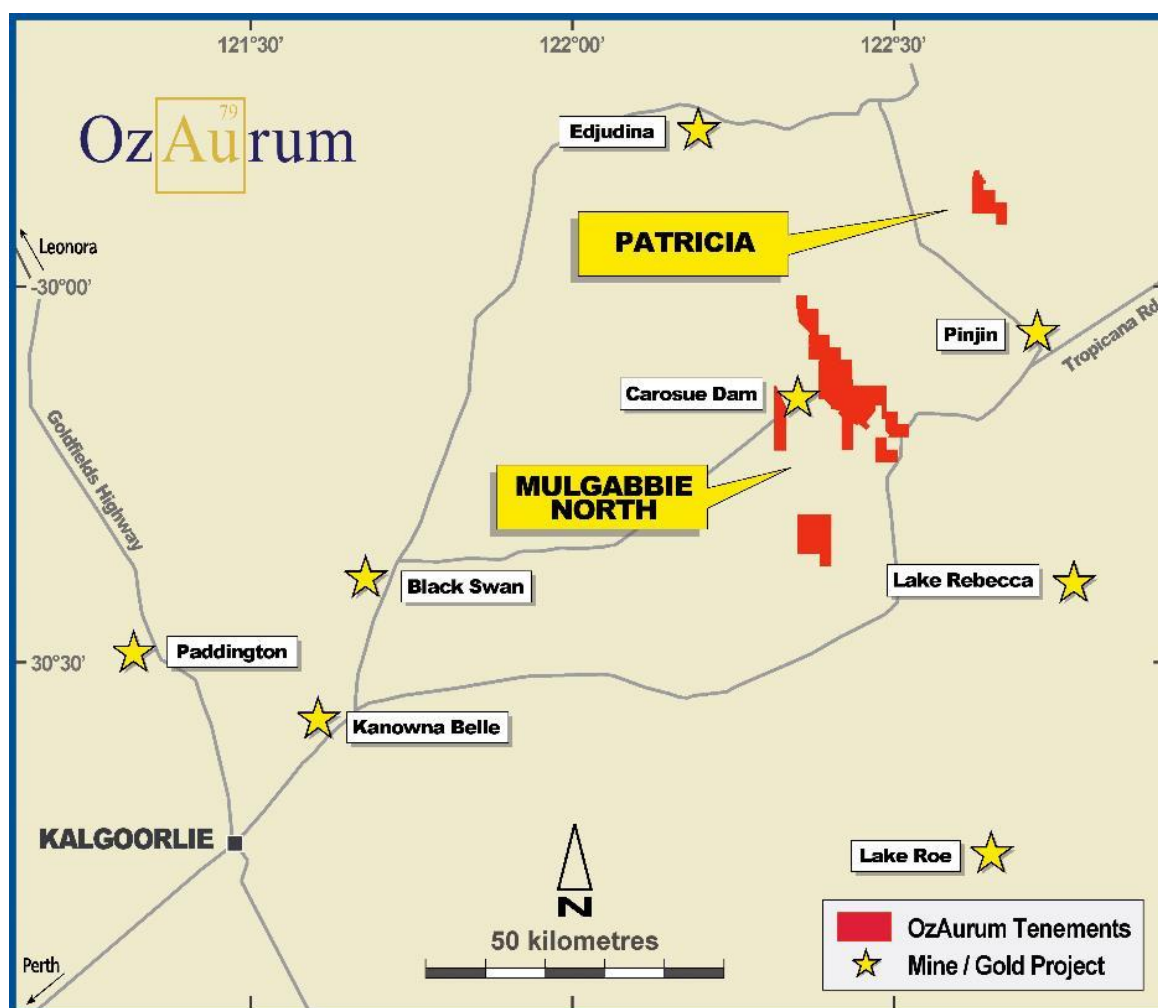 121°30'
122°00'
122°30'
79
OzAurum
Edjudina
PATRICIA
Leonora
-30°00'
Pinjin
Tropicana Rd
Carosue Dam
Goldfields Highway
MULGABBIE
NORTH
Black Swan
Lake Rebecca
Paddington
30°30'
Kanowna Belle
KALGOORLIE
Lake Roe
N
50 kilometres
OzAurum Tenements
Mine / Gold Project
Perth